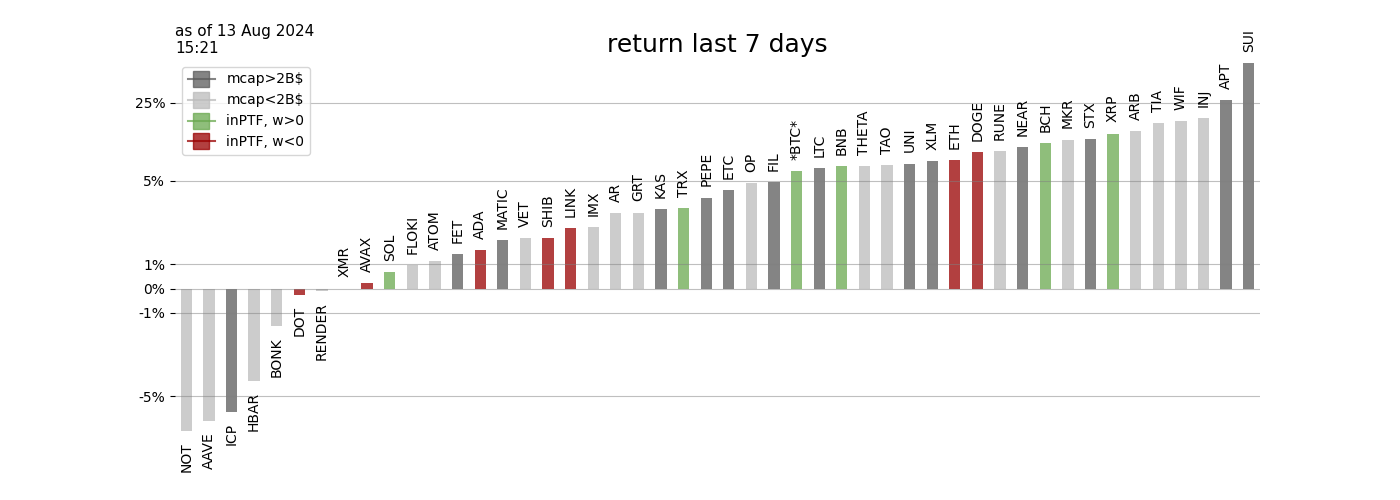 as of 13 Aug 2024
15:21
return last 7 days
mcap>2B$
mcap<2B$
inPTF, w>0
inPTF, w<0
25%
5%
1%
0%
-1%
-5%
NOT
AAVE
ICP
HBAR
BONK
DOT
RENDER
XMR
AVAX
SOL
FLOKI
ATOM
FET
ADA
MATIC
VET
SHIB
LINK
IMX
AR
GRT
KAS
TRX
PEPE
ETC
OP
FIL
*BTC*
LTC
BNB
THETA
TAO
UNI
XLM
ETH
DOGE
RUNE
NEAR
BCH
MKR
STX
XRP
ARB
TIA
WIF
INJ
APT
SUI